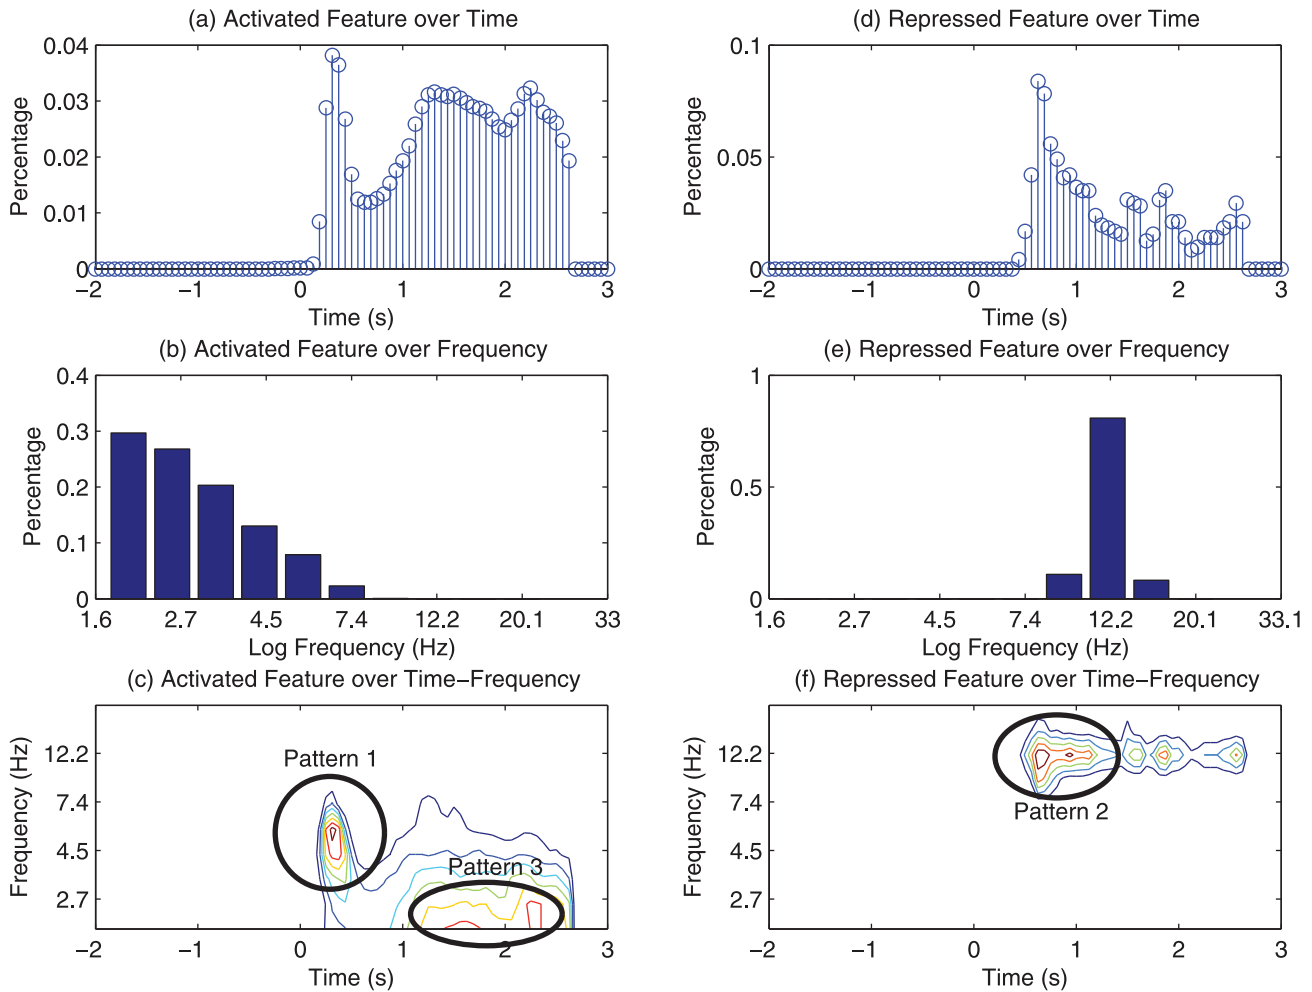 (a) Activated Feature over Time
0.04
0.03
0.02
0.01
0
Percentage
−2
−1
0
1
2
3
Time (s)
(d) Repressed Feature over Time
0.1
0.05
0
Percentage
−2
−1
0
1
2
3
Time (s)
(b) Activated Feature over Frequency
0.4
0.3
0.2
0.1
0
Percentage
1.6
2.7
4.5
7.4
12.2
20.1
33
Log Frequency (Hz)
(e) Repressed Feature over Frequency
1
0.5
0
Percentage
1.6
2.7
4.5
7.4
12.2
20.1
33.1
Log Frequency (Hz)
(c) Activated Feature over Time−Frequency
12.2
7.4
4.5
2.7
Frequency (Hz)
Pattern 1
Pattern 3
−2
−1
0
1
2
3
Time (s)
(f) Repressed Feature over Time−Frequency
12.2
7.4
4.5
2.7
Frequency (Hz)
Pattern 2
−2
−1
0
1
2
3
Time (s)